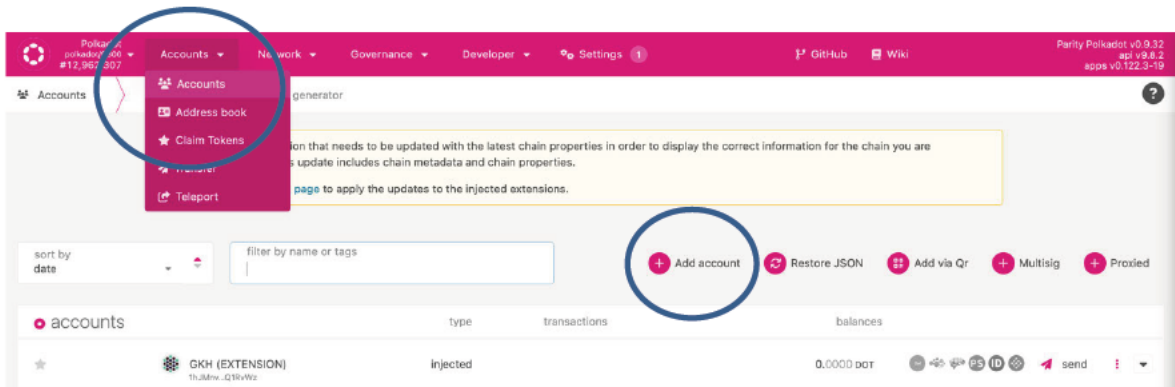 Polkadot
Accounts
Network
Governance
Developer
Settings 1
GitHub
Wiki
Parity Polkadot v0.9.32
api v9.8.2
apps v0.122.3-19
Accounts
generator
Accounts
Address book
Claim Tokens
Transfer
Teleport
ion that needs to be updated with the latest chain properties in order to display the correct information for the chain you are
s update includes chain metadata and chain properties.
page to apply the updates to the injected extensions.
sort by
date
filter by name or tags
Add account
Restore JSON
Add via Qr
Multisig
Proxied
accounts
type
transactions
balances
GKH (EXTENSION)
injected
0.0000 DOT
PS
ID
send